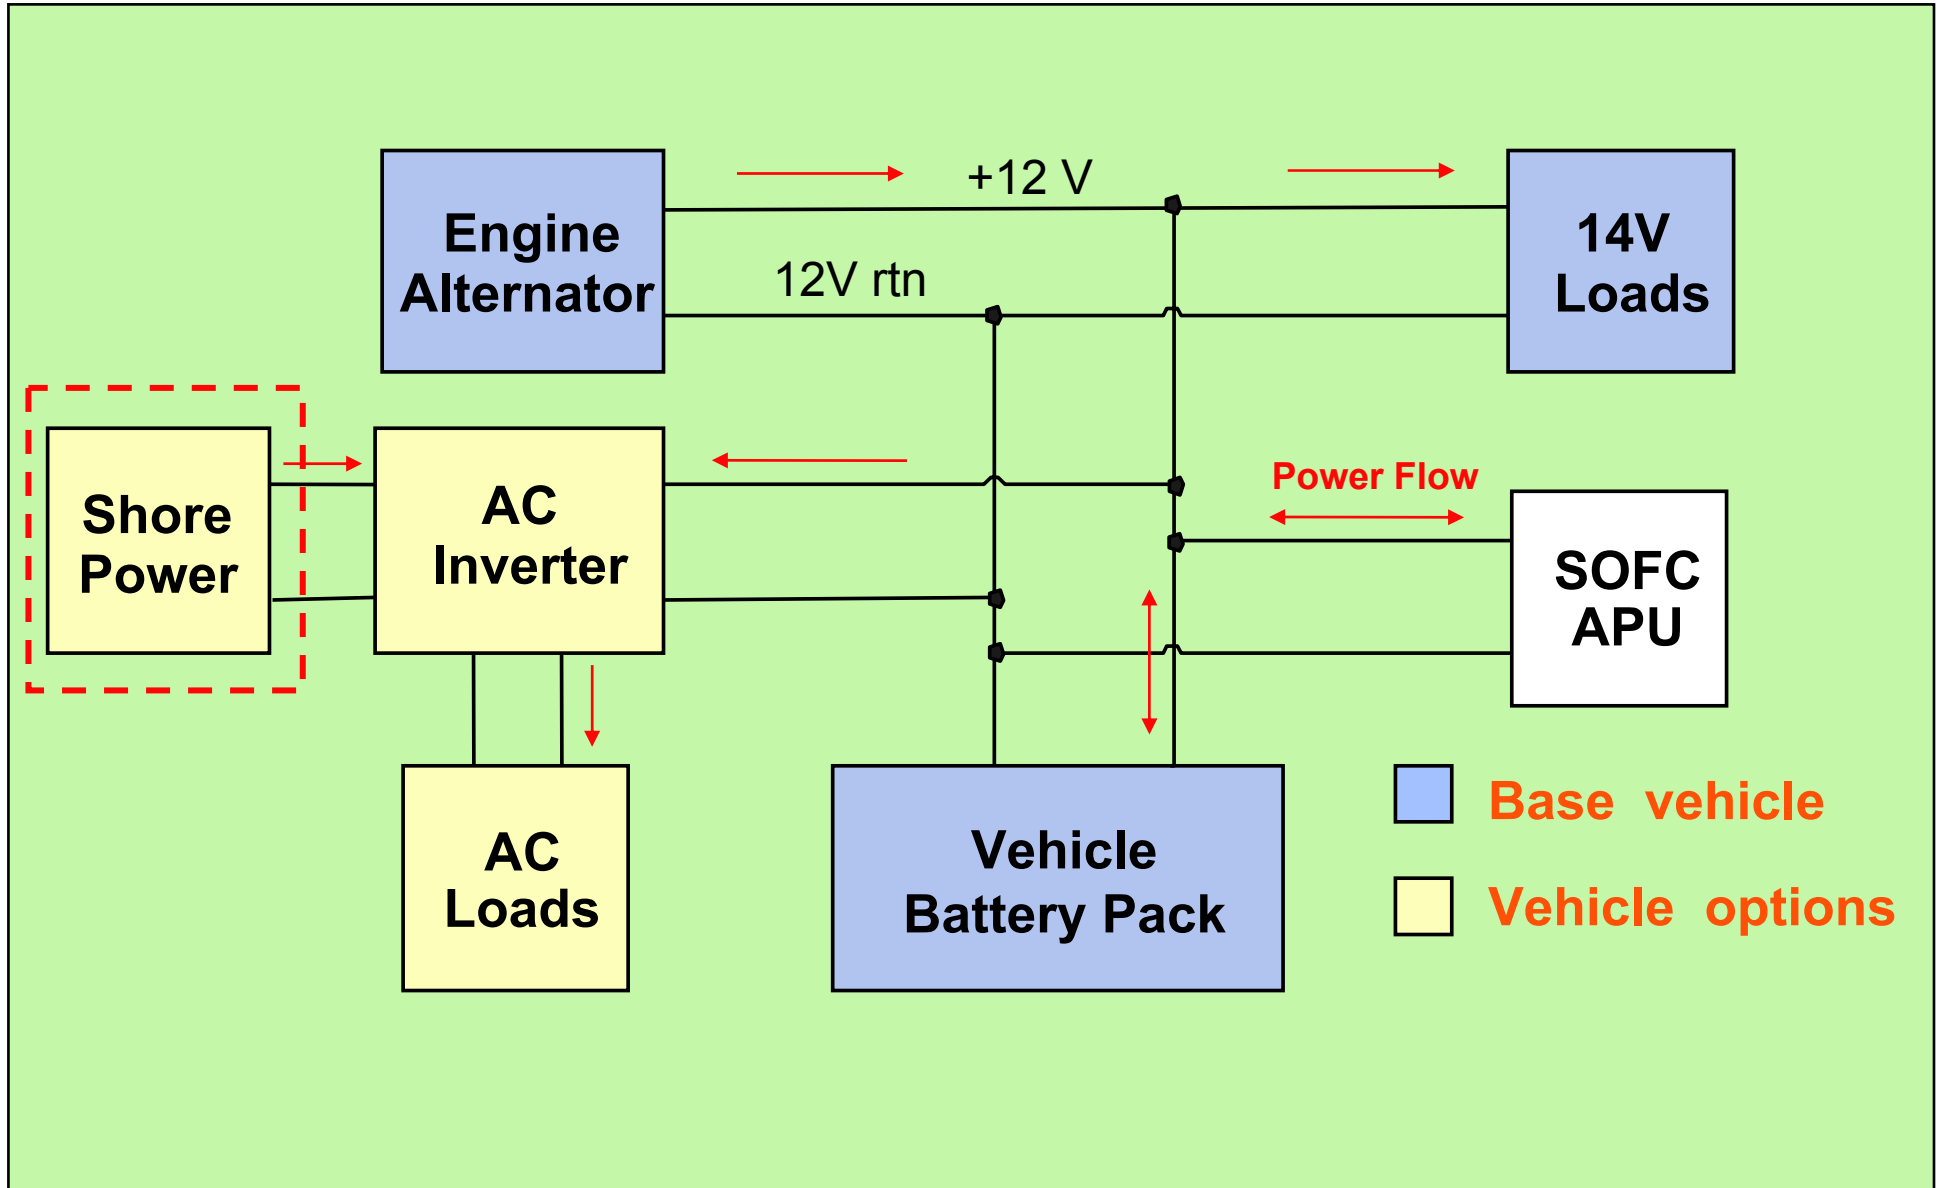 +12 V
Engine
Alternator
12V rtn
14V
Loads
Shore
Power
AC
Inverter
Power Flow
SOFC
APU
AC
Loads
Vehicle
Battery Pack
Base vehicle
Vehicle options